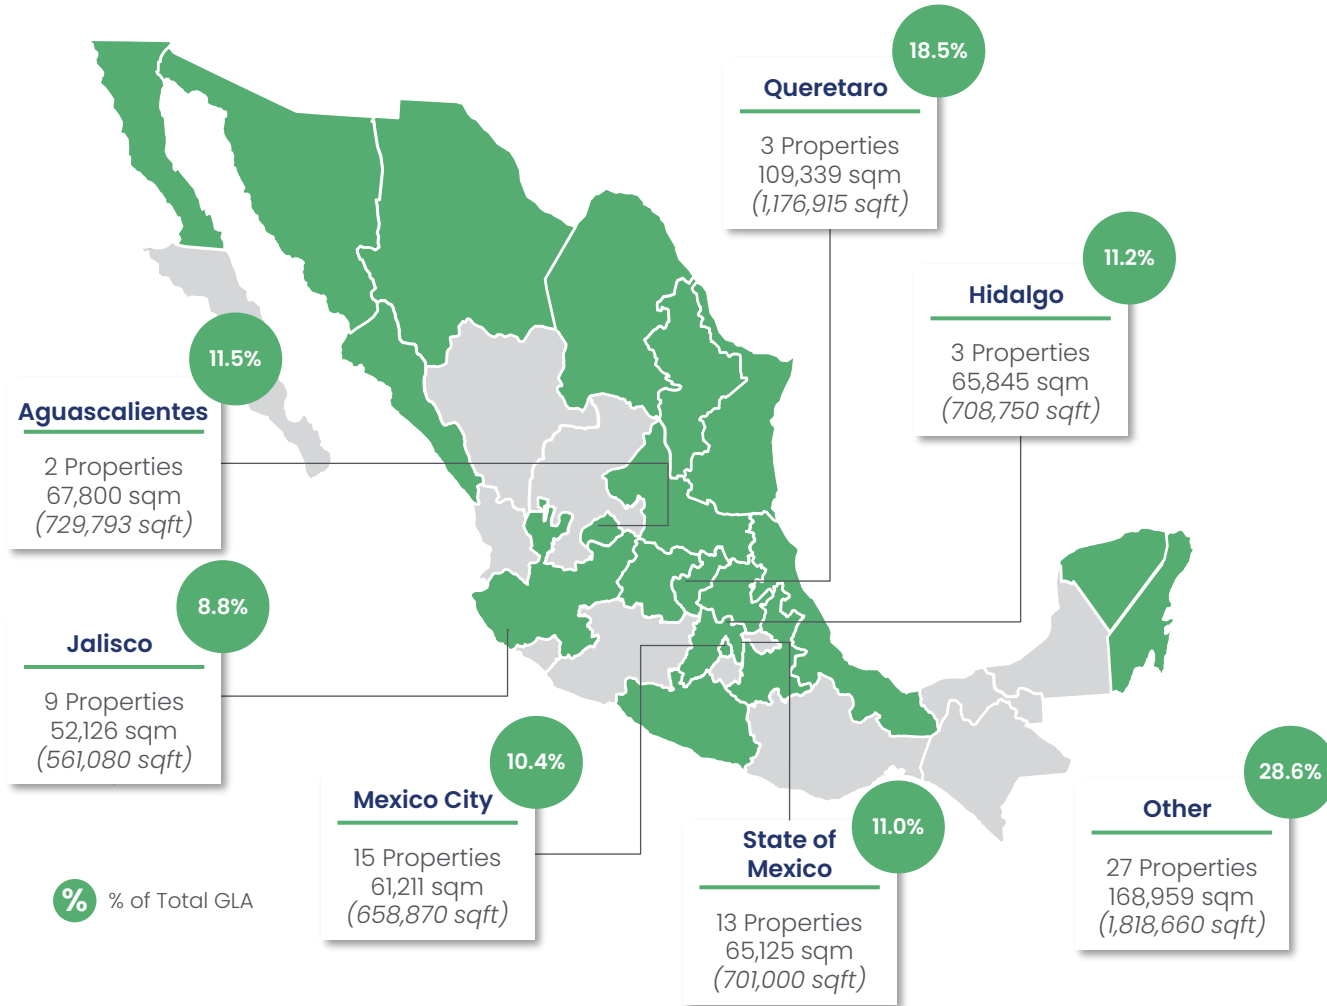 18.5%
Queretaro
3 Properties
109,339 sqm
(1,176,915 sqft)
11.2%
Hidalgo
3 Properties
65,845 sqm
(708,750 sqft)
11.5%
Aguascalientes
2 Properties
67,800 sqm
(729,793 sqft)
8.8%
Jalisco
9 Properties
52,126 sqm
(561,080 sqft)
10.4%
Mexico City
15 Properties
61,211 sqm
(658,870 sqft)
11.0%
State of
Mexico
13 Properties
65,125 sqm
(701,000 sqft)
28.6%
Other
27 Properties
168,959 sqm
(1,818,660 sqft)
% % of Total GLA